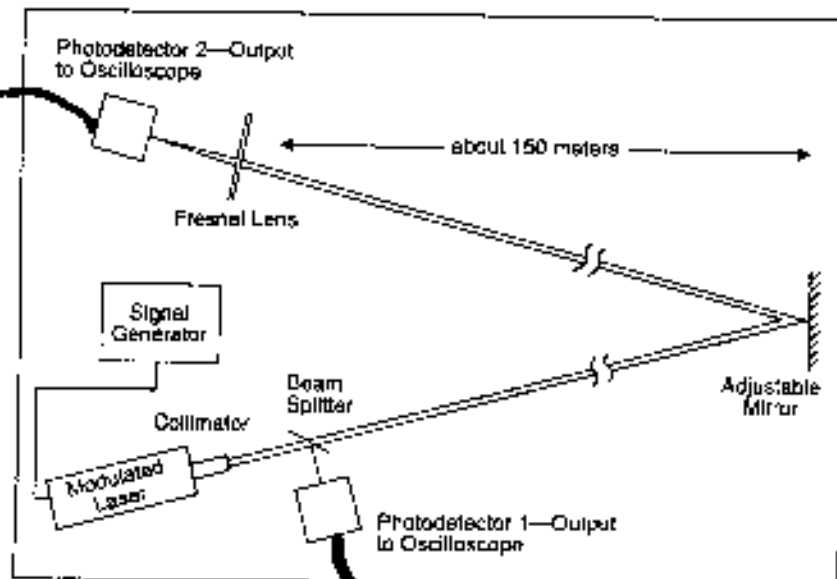 Photodetector 2—Output
to Oscilloscope
about 150 meters
Fresnel Lens
Signal
Generator
Beam
Splitter
Adjustable
Mirror
Collimator
Modulated
Laser
Photodetector 1—Output
to Oscilloscope